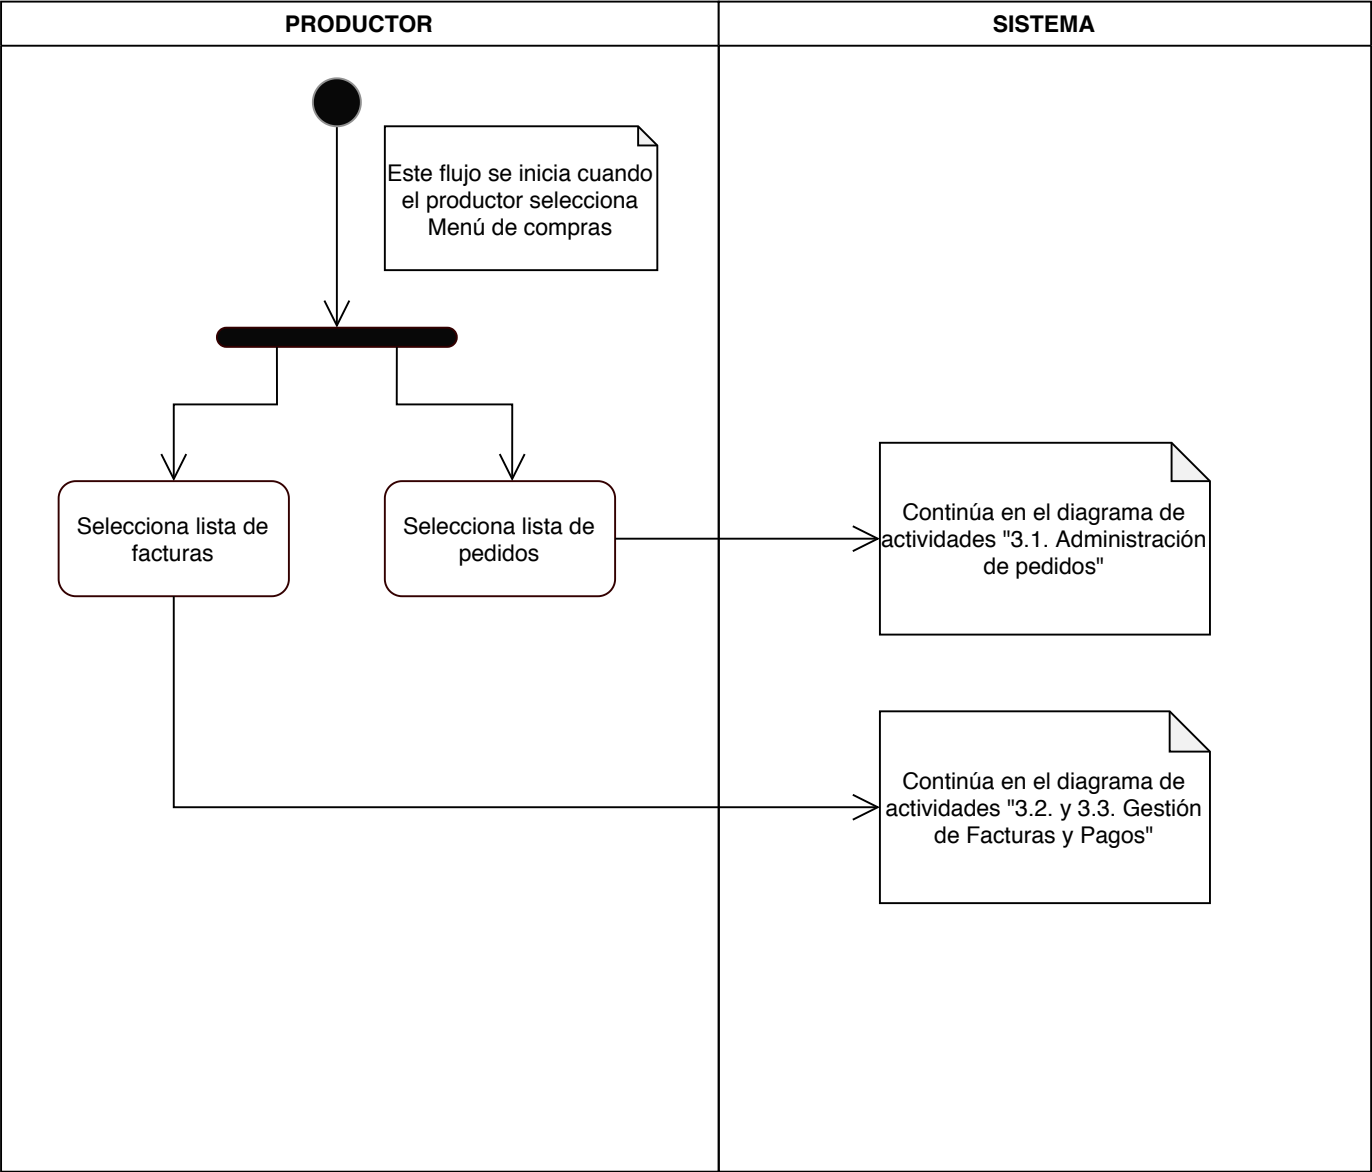 PRODUCTOR
SISTEMA
Este flujo se inicia cuando
el productor selecciona
Menú de compras
Selecciona lista de
facturas
Selecciona lista de
pedidos
Continúa en el diagrama de
actividades "3.1. Administración
de pedidos"
Continúa en el diagrama de
actividades "3.2. y 3.3. Gestión
de Facturas y Pagos"